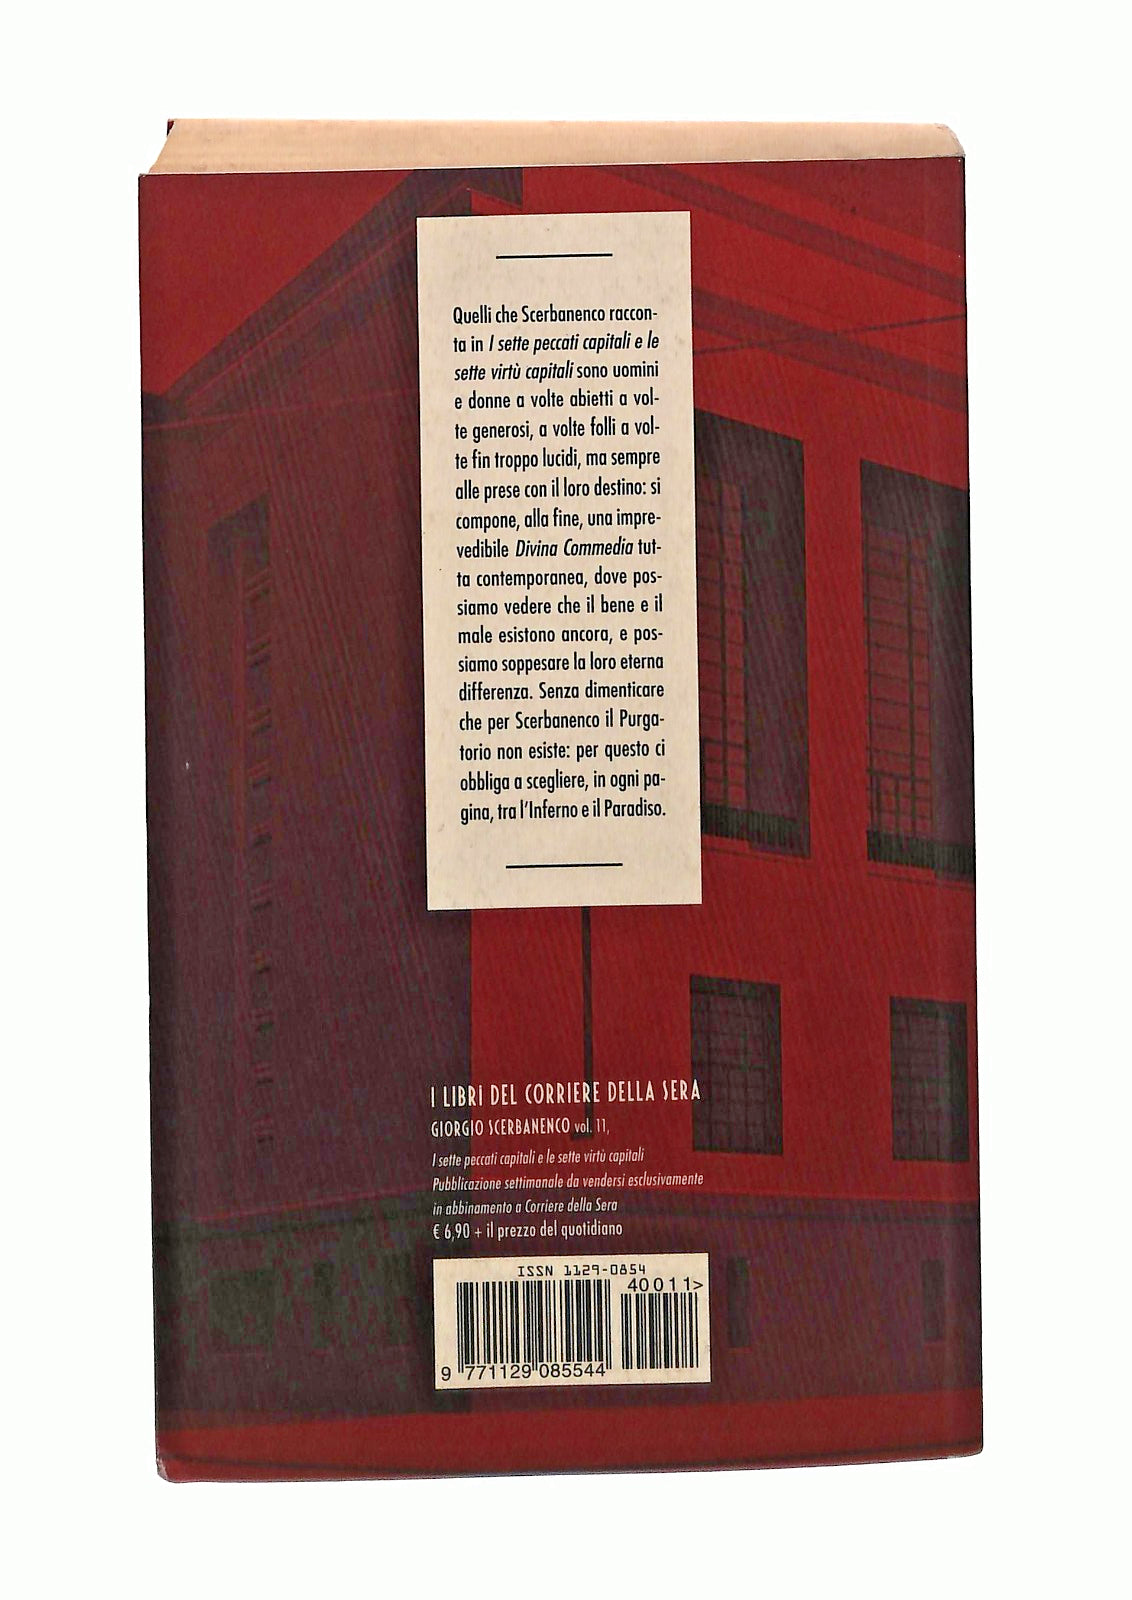 Quelli che Scerbanenco raccon-
ta in I sette peccati capitali e le
sette virtù capitali sono uomini
e donne a volte abietti a vol-
te generosi, a volte folli a vol-
te fin troppo lucidi, ma sempre
alle prese con il loro destino: si
compone, alla fine, una impre-
vedibile Divina Commedia tut-
ta contemporanea, dove pos-
siamo vedere che il bene e il
male esistono ancora, e pos-
siamo soppesare la loro eterna
differenza. Senza dimenticare
che per Scerbanenco il Purga-
torio non esiste: per questo ci
obbliga a scegliere, in ogni pa-
gina, tra l'Inferno e il Paradiso.
I LIBRI DEL CORRIERE DELLA SERA
GIORGIO SCERBANENCO vol. 11,
I sette peccati capitali e le sette virtù capitali
Pubblicazione settimanale da vendersi esclusivamente
in abbinamento a Corriere della Sera
€ 6,90 + il prezzo del quotidiano
ISSN 1129-0854
40011>
9 771129 085544